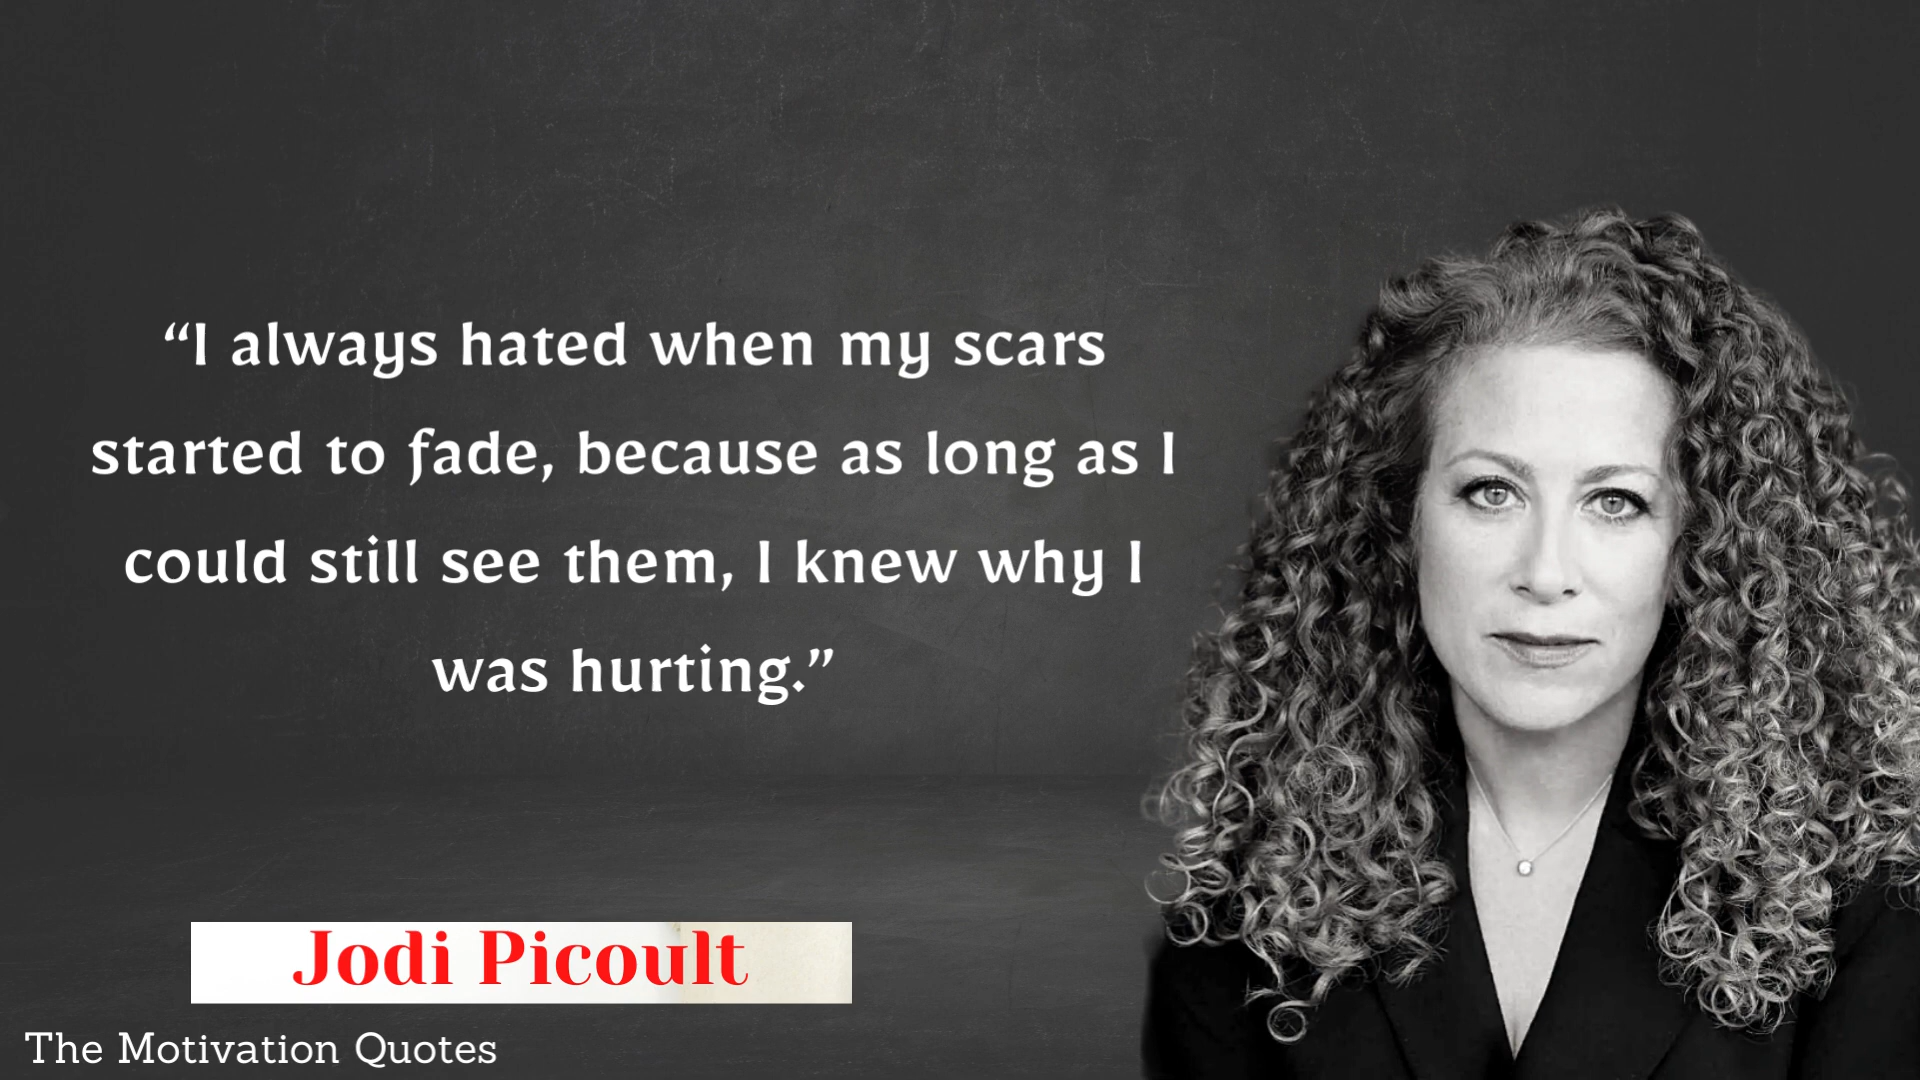 “I always hated when my scars
started to fade, because as long as I
could still see them, I knew why I
was hurting.”
Jodi Picoult
The Motivation Quotes